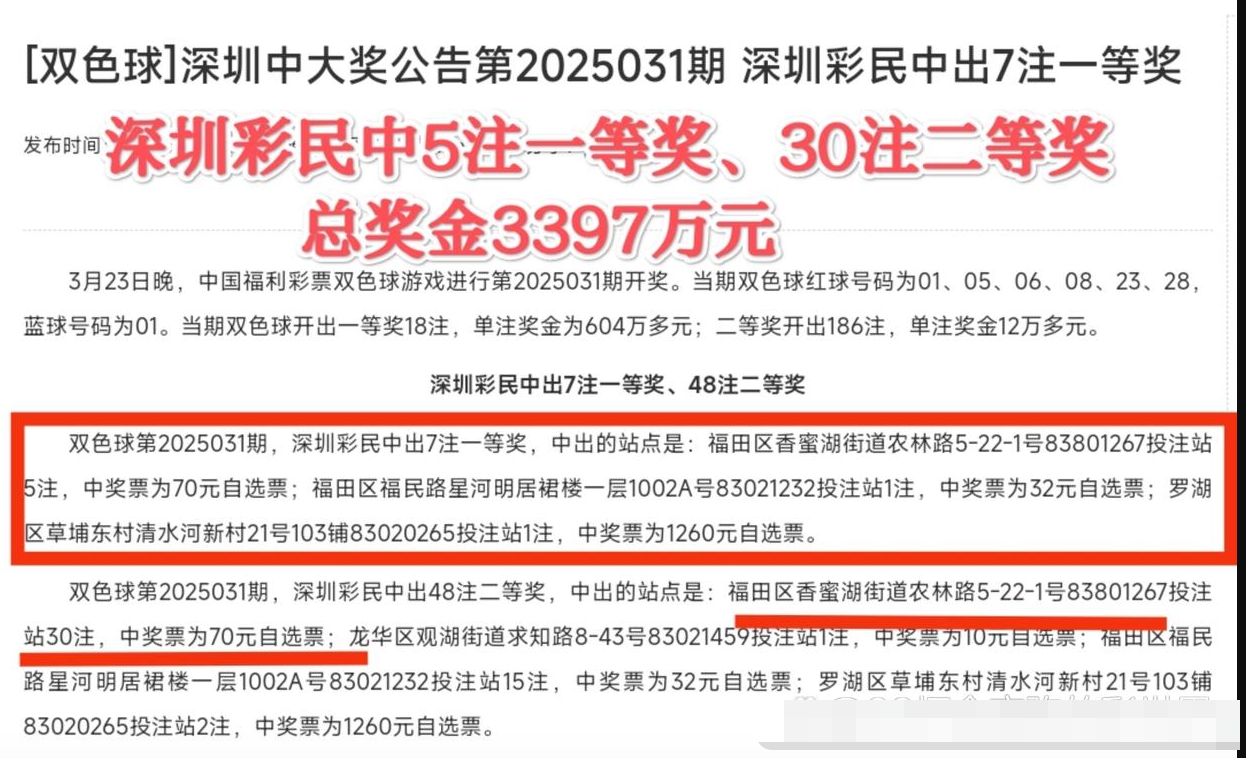 [双色球]深圳中大奖公告第2025031期 深圳彩民中出7注一等奖
发布时间
深圳彩民中5注一等奖、30注二等奖
总奖金3397万元
3月23日晚，中国福利彩票双色球游戏进行第2025031期开奖。当期双色球红球号码为01、05、06、08、23、28，
蓝球号码为01。当期双色球开出一等奖18注，单注奖金为604万多元；二等奖开出186注，单注奖金12万多元。
深圳彩民中出7注一等奖、48注二等奖
双色球第2025031期，深圳彩民中出7注一等奖，中出的站点是：福田区香蜜湖街道农林路5-22-1号83801267投注站
5注，中奖票为70元自选票；福田区福民路星河明居裙楼一层1002A号83021232投注站1注，中奖票为32元自选票；罗湖
区草埔东村清水河新村21号103铺83020265投注站1注，中奖票为1260元自选票。
双色球第2025031期，深圳彩民中出48注二等奖，中出的站点是：福田区香蜜湖街道农林路5-22-1号83801267投注
站30注，中奖票为70元自选票；龙华区观湖街道求知路8-43号83021459投注站1注，中奖票为10元自选票；福田区福民
路星河明居裙楼一层1002A号83021232投注站15注，中奖票为32元自选票；罗湖区草埔东村清水河新村21号103铺
83020265投注站2注，中奖票为1260元自选票。